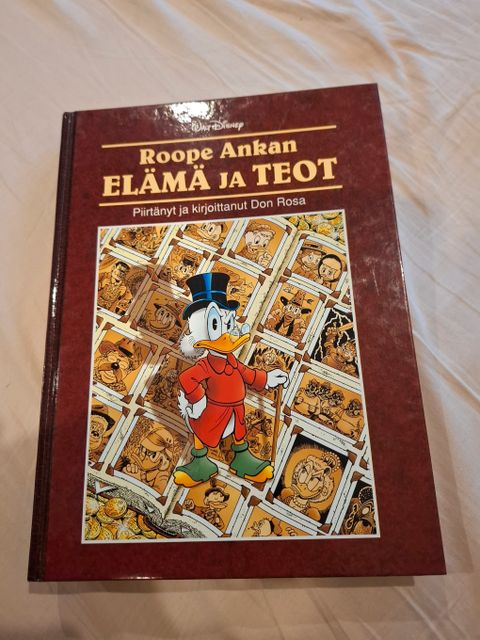 Walt Disney
Roope Ankan
ELÄMÄ JA TEOT
Piirtänyt ja kirjoittanut Don Rosa